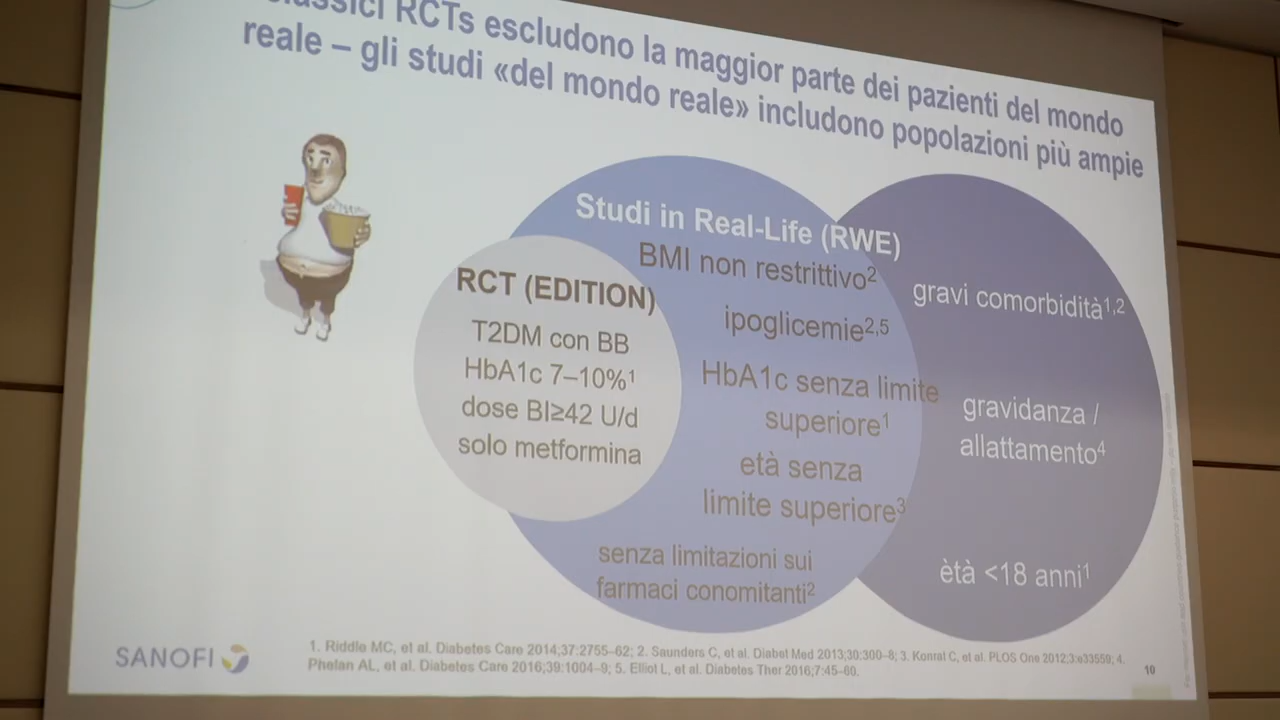 RCTs escludono la maggior parte dei pazienti del mondo
reale – gli studi «del mondo reale» includono popolazioni più ampie
Studi in Real-Life (RWE)
BMI non restrittivo²
ipoglicemie²,⁵
HbA1c senza limite
superiore¹
età senza
limite superiore³
senza limitazioni sui
farmaci conomitanti²
RCT (EDITION)
T2DM con BB
HbA1c 7–10%¹
dose BI≥42 U/d
solo metformina
gravi comorbidità¹,²
gravidanza /
allattamento⁴
ètà <18 anni¹
SANOFI
1. Riddle MC, et al. Diabetes Care 2014;37:2755–62; 2. Saunders C, et al. Diabet Med 2013;30:300–8; 3. Konrat C, et al. PLOS One 2012;3:e33559; 4.
Phelan AL, et al. Diabetes Care 2016;39:1004–9; 5. Elliot L, et al. Diabetes Ther 2016;7:45–60.
10